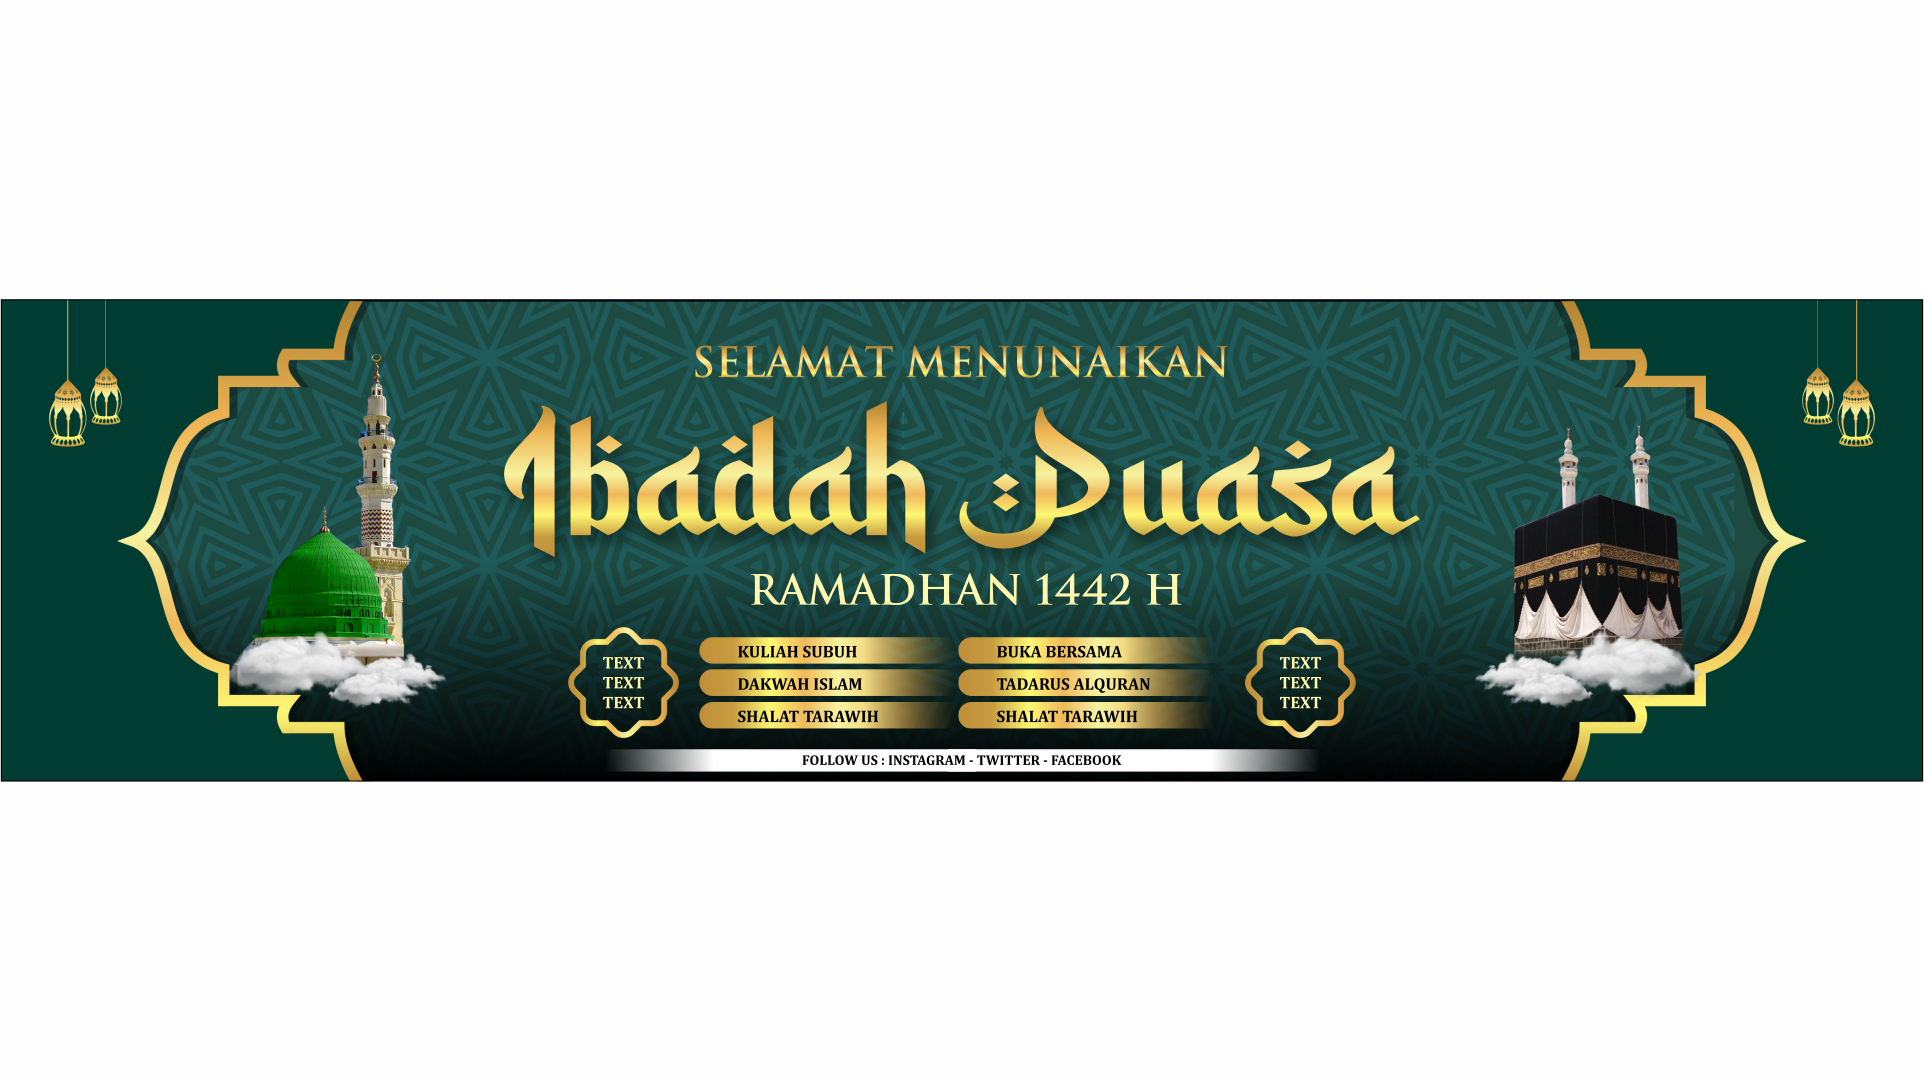 SELAMAT MENUNAIKAN
Ibadah Puasa
RAMADHAN 1442 H
TEXT
TEXT
TEXT
KULIAH SUBUH
DAKWAH ISLAM
SHALAT TARAWIH
BUKA BERSAMA
TADARUS ALQURAN
SHALAT TARAWIH
TEXT
TEXT
TEXT
FOLLOW US : INSTAGRAM - TWITTER - FACEBOOK